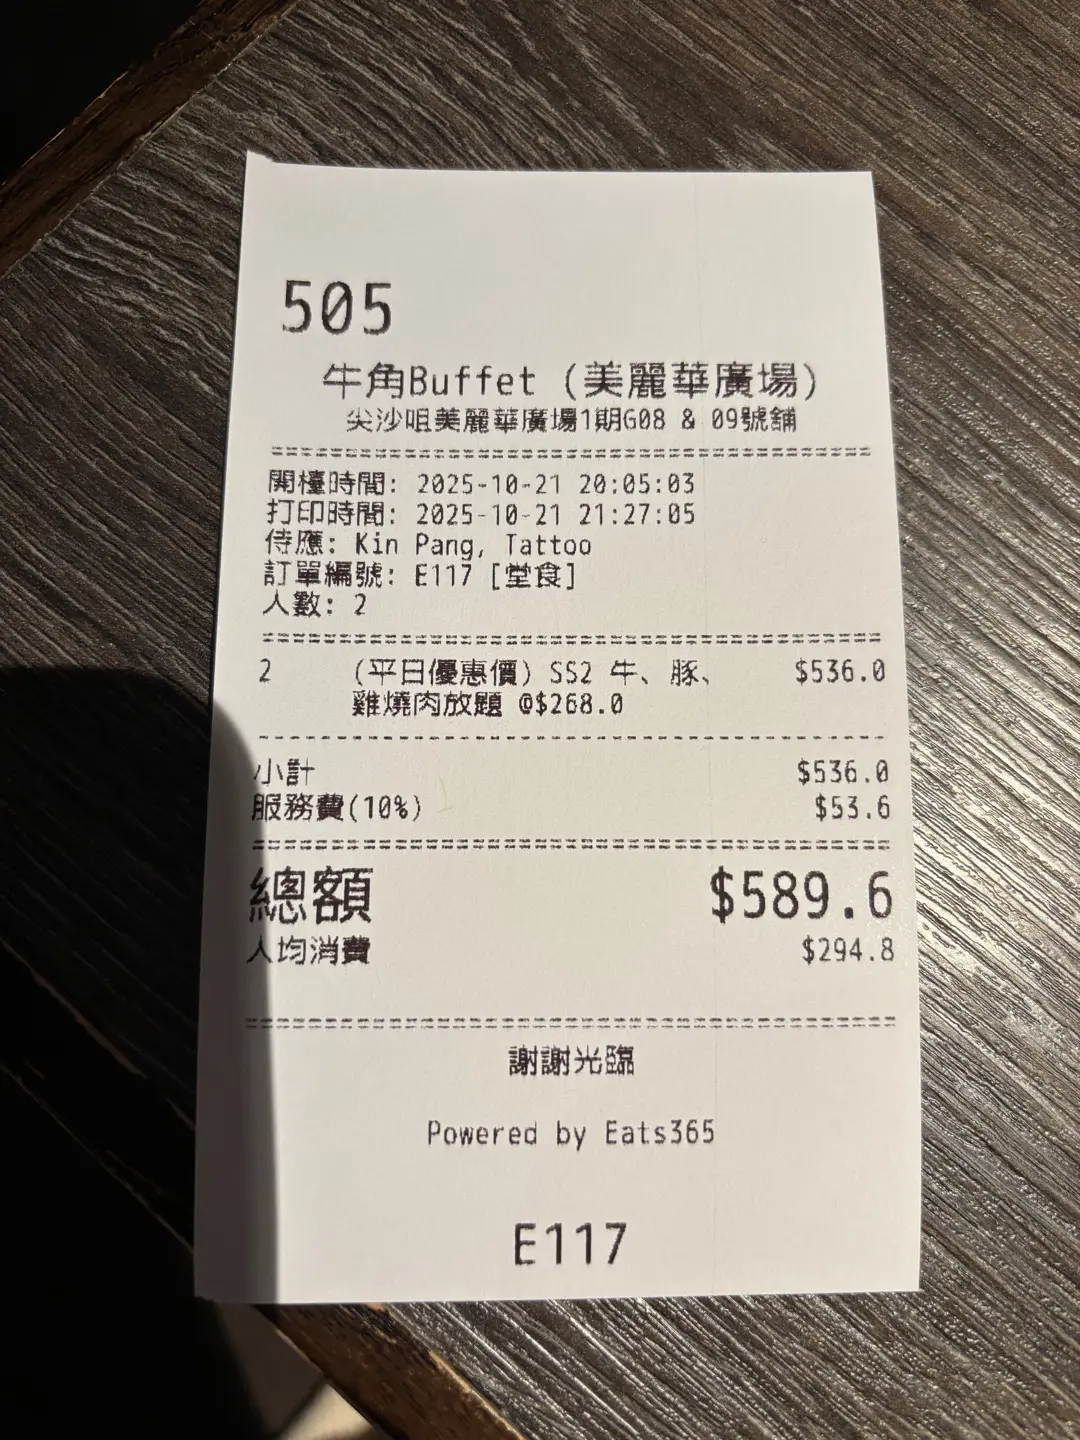 505
牛角Buffet (美麗華廣場)
尖沙咀美麗華廣場1期G08 & 09號舖
開檯時間: 2025-10-21 20:05:03
打印時間: 2025-10-21 21:27:05
侍應: Kin Pang, Tattoo
訂單編號: E117 [堂食]
人數: 2
2 (平日優惠價) SS2 牛、豚、 $536.0
雞燒肉放題 @$268.0
小計 $536.0
服務費(10%) $53.6
總額 $589.6
人均消費 $294.8
謝謝光臨
Powered by Eats365
E117